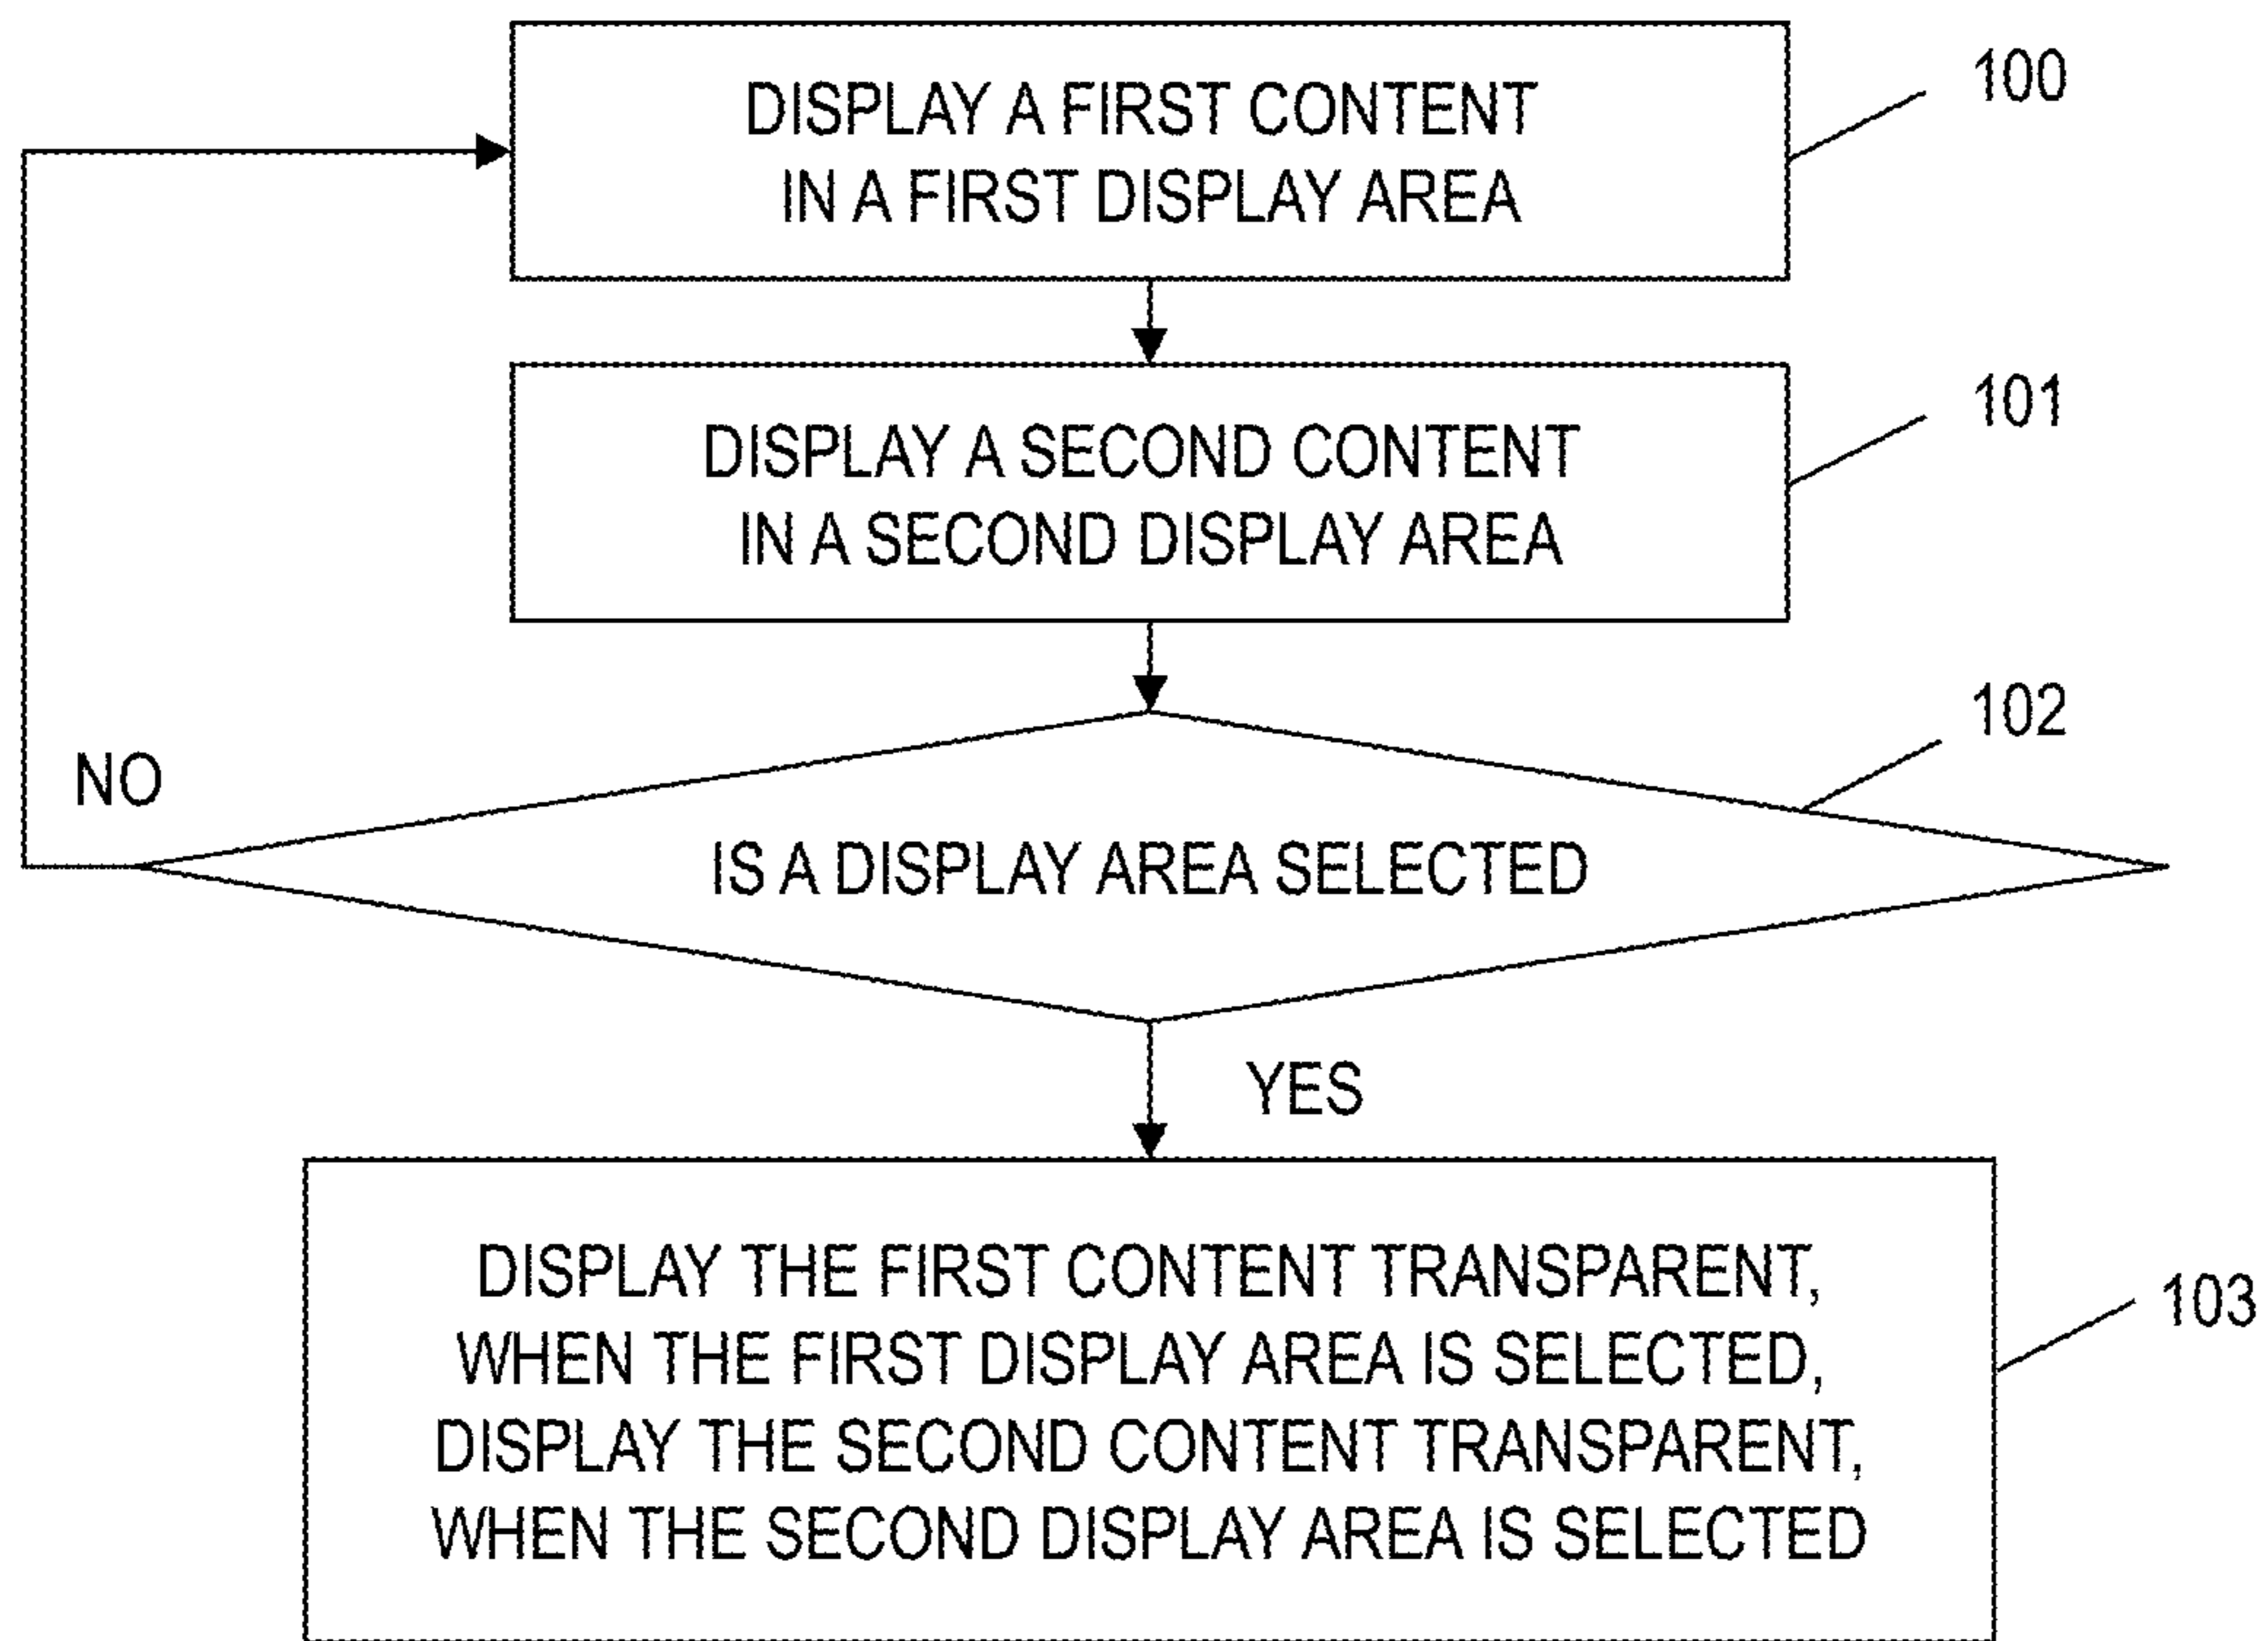 DISPLAY A FIRST CONTENT
IN A FIRST DISPLAY AREA
100
DISPLAY A SECOND CONTENT
IN A SECOND DISPLAY AREA
101
102
NO
IS A DISPLAY AREA SELECTED
YES
DISPLAY THE FIRST CONTENT TRANSPARENT,
WHEN THE FIRST DISPLAY AREA IS SELECTED,
DISPLAY THE SECOND CONTENT TRANSPARENT,
WHEN THE SECOND DISPLAY AREA IS SELECTED
103